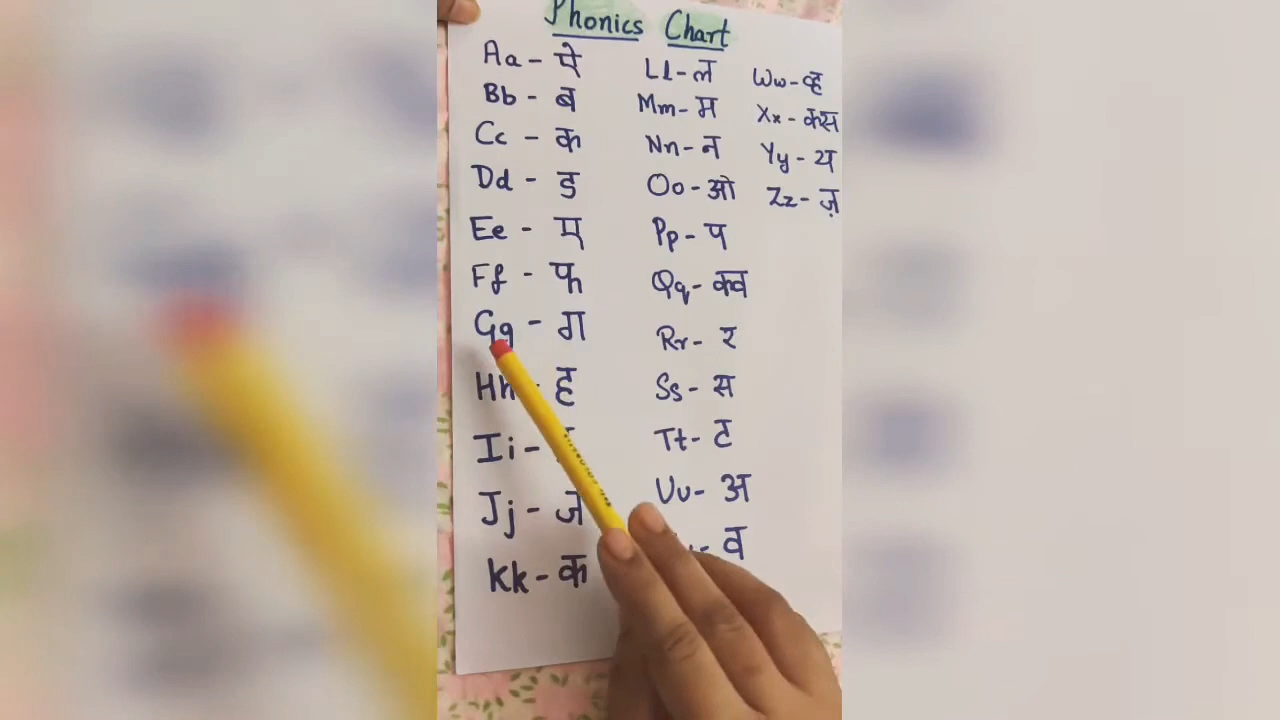 Phonics Chart
Aa - ऐ
Bb - ब
Cc - क
Dd - ड
Ee - ए
Ff - फ
Gg - ग
Hh - ह
Ii -
Jj - ज
Kk - क
Ll - ल
Mm - म
Nn - न
Oo - ओ
Pp - प
Qq - क्व
Rr - र
Ss - स
Tt - ट
Uu - अ
- व
Ww - व्ह
Xx - क्स
Yy - य
Zz - ज़